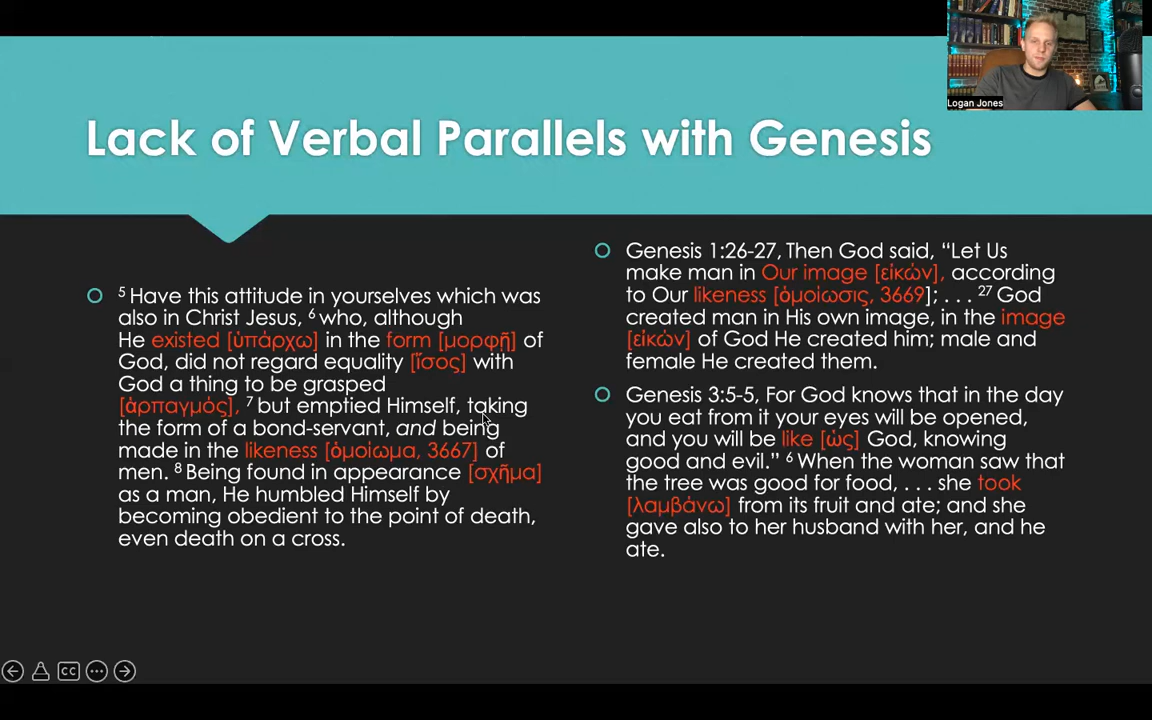 Logan Jones
Lack of Verbal Parallels with Genesis
5 Have this attitude in yourselves which was
also in Christ Jesus, 6 who, although
He existed [ὑπάρχω] in the form [μορφῇ] of
God, did not regard equality [ἴσος] with
God a thing to be grasped
[ἁρπαγμός], 7 but emptied Himself, taking
the form of a bond-servant, and being
made in the likeness [ὁμοίωμα, 3667] of
men. 8 Being found in appearance [σχῆμα]
as a man, He humbled Himself by
becoming obedient to the point of death,
even death on a cross.
Genesis 1:26-27, Then God said, “Let Us
make man in Our image [εἰκών], according
to Our likeness [ὁμοίωσις, 3669]; . . . 27 God
created man in His own image, in the image
[εἰκών] of God He created him; male and
female He created them.
Genesis 3:5-5, For God knows that in the day
you eat from it your eyes will be opened,
and you will be like [ὡς] God, knowing
good and evil.” 6 When the woman saw that
the tree was good for food, . . . she took
[λαμβάνω] from its fruit and ate; and she
gave also to her husband with her, and he
ate.
CC